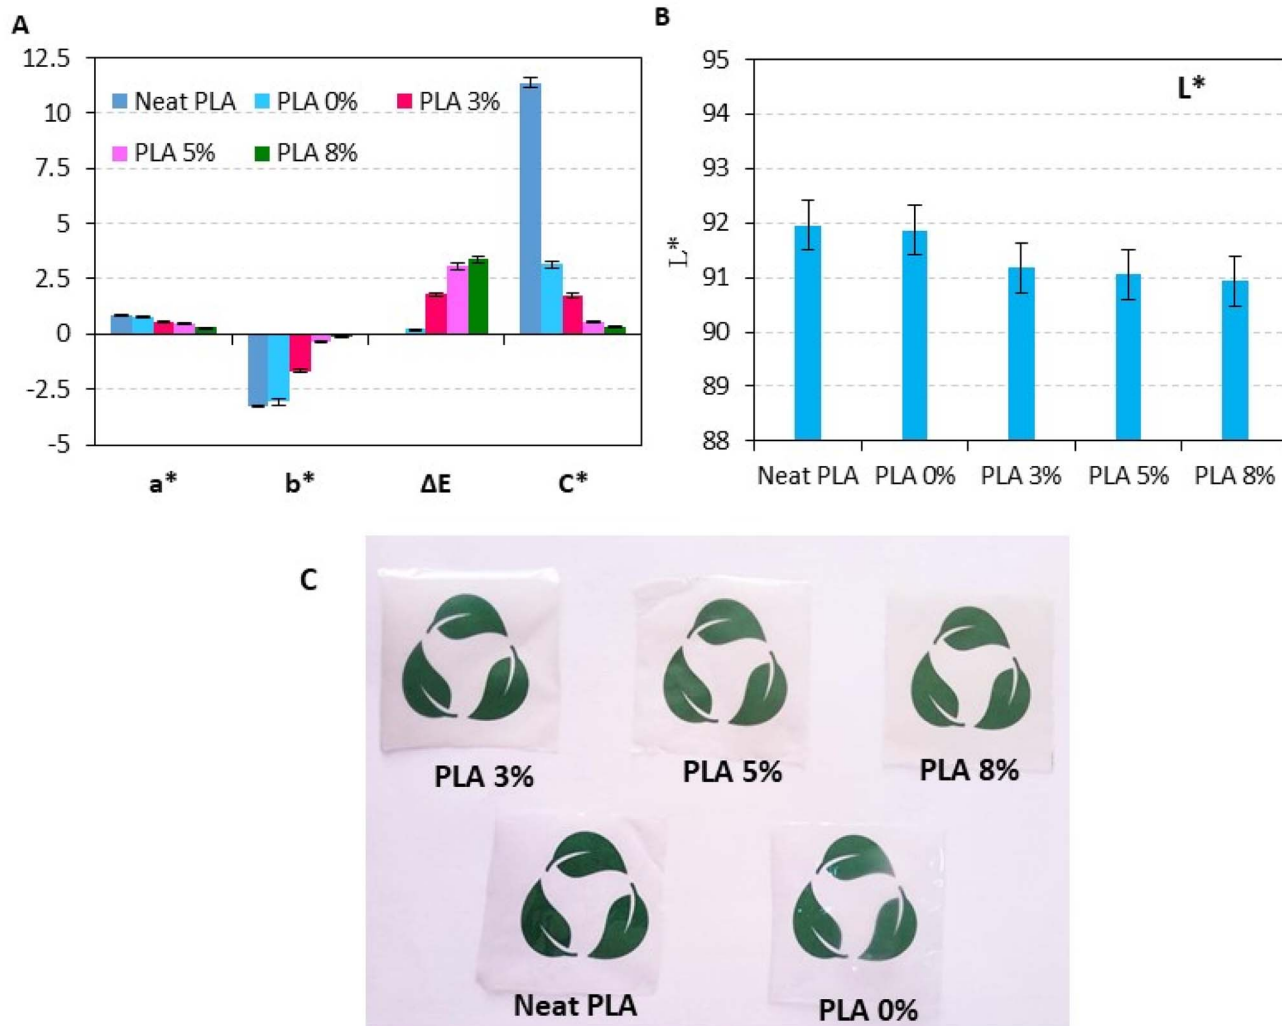 A
12.5
10
7.5
5
2.5
0
-2.5
-5
Neat PLA PLA 0% PLA 3%
PLA 5% PLA 8%
a* b* ΔE C*
B
95
94
93
92
91
90
89
88
L*
L*
Neat PLA PLA 0% PLA 3% PLA 5% PLA 8%
C
PLA 3% PLA 5% PLA 8%
Neat PLA PLA 0%